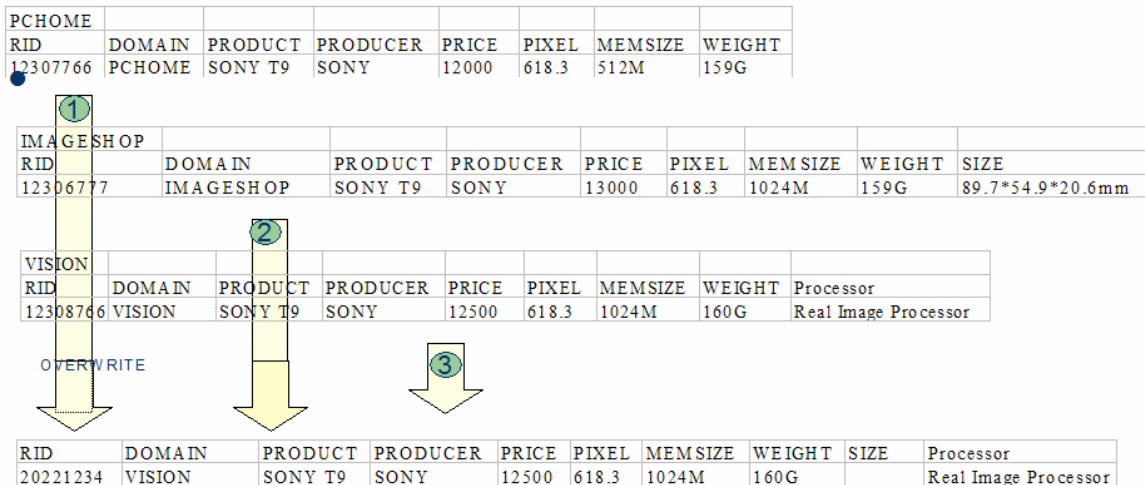 PCHOME
RID DOMAIN PRODUCT PRODUCER PRICE PIXEL MEMSIZE WEIGHT
12307766 PCHOME SONY T9 SONY 12000 618.3 512M 159G
1
IMAGESHOP
RID DOMAIN PRODUCT PRODUCER PRICE PIXEL MEMSIZE WEIGHT SIZE
12306777 IMAGESHOP SONY T9 SONY 13000 618.3 1024M 159G 89.7*54.9*20.6mm
2
VISION
RID DOMAIN PRODUCT PRODUCER PRICE PIXEL MEMSIZE WEIGHT Processor
12308766 VISION SONY T9 SONY 12500 618.3 1024M 160G Real Image Processor
OVERWRITE
3
RID DOMAIN PRODUCT PRODUCER PRICE PIXEL MEMSIZE WEIGHT SIZE Processor
20221234 VISION SONY T9 SONY 12500 618.3 1024M 160G Real Image Processor